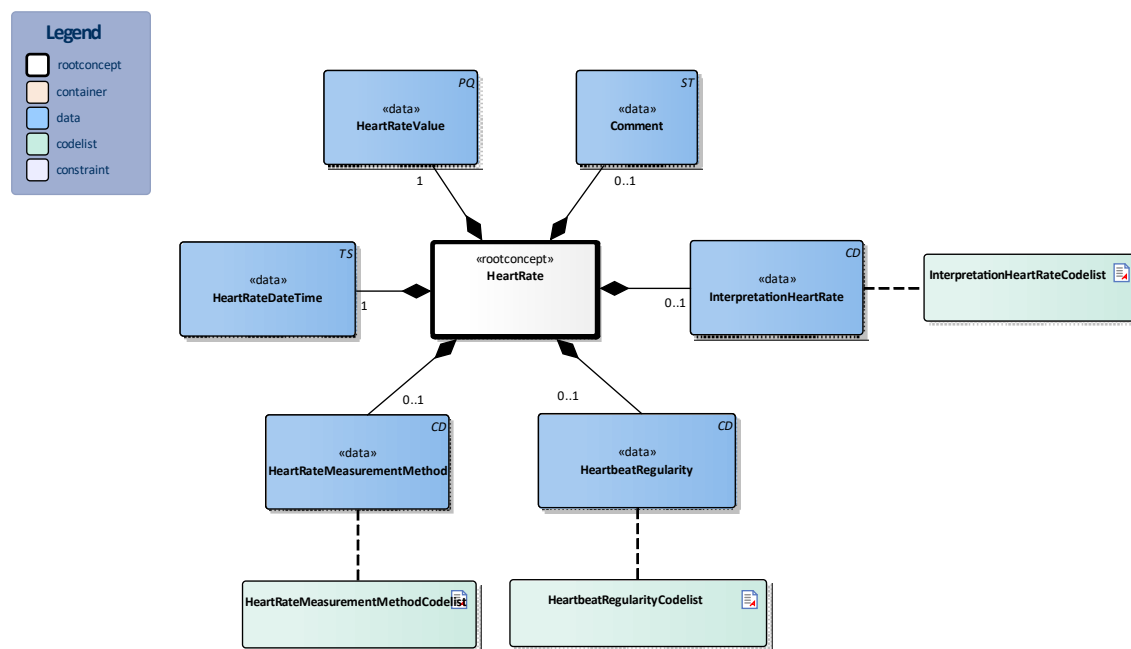 Legend
rootconcept
container
data
codelist
constraint
PQ
«data»
HeartRateValue
1
ST
«data»
Comment
0..1
TS
«data»
HeartRateDateTime
1
«rootconcept»
HeartRate
CD
«data»
InterpretationHeartRate
0..1
InterpretationHeartRateCodelist
0..1
CD
«data»
HeartRateMeasurementMethod
0..1
CD
«data»
HeartbeatRegularity
HeartRateMeasurementMethodCodelist
HeartbeatRegularityCodelist